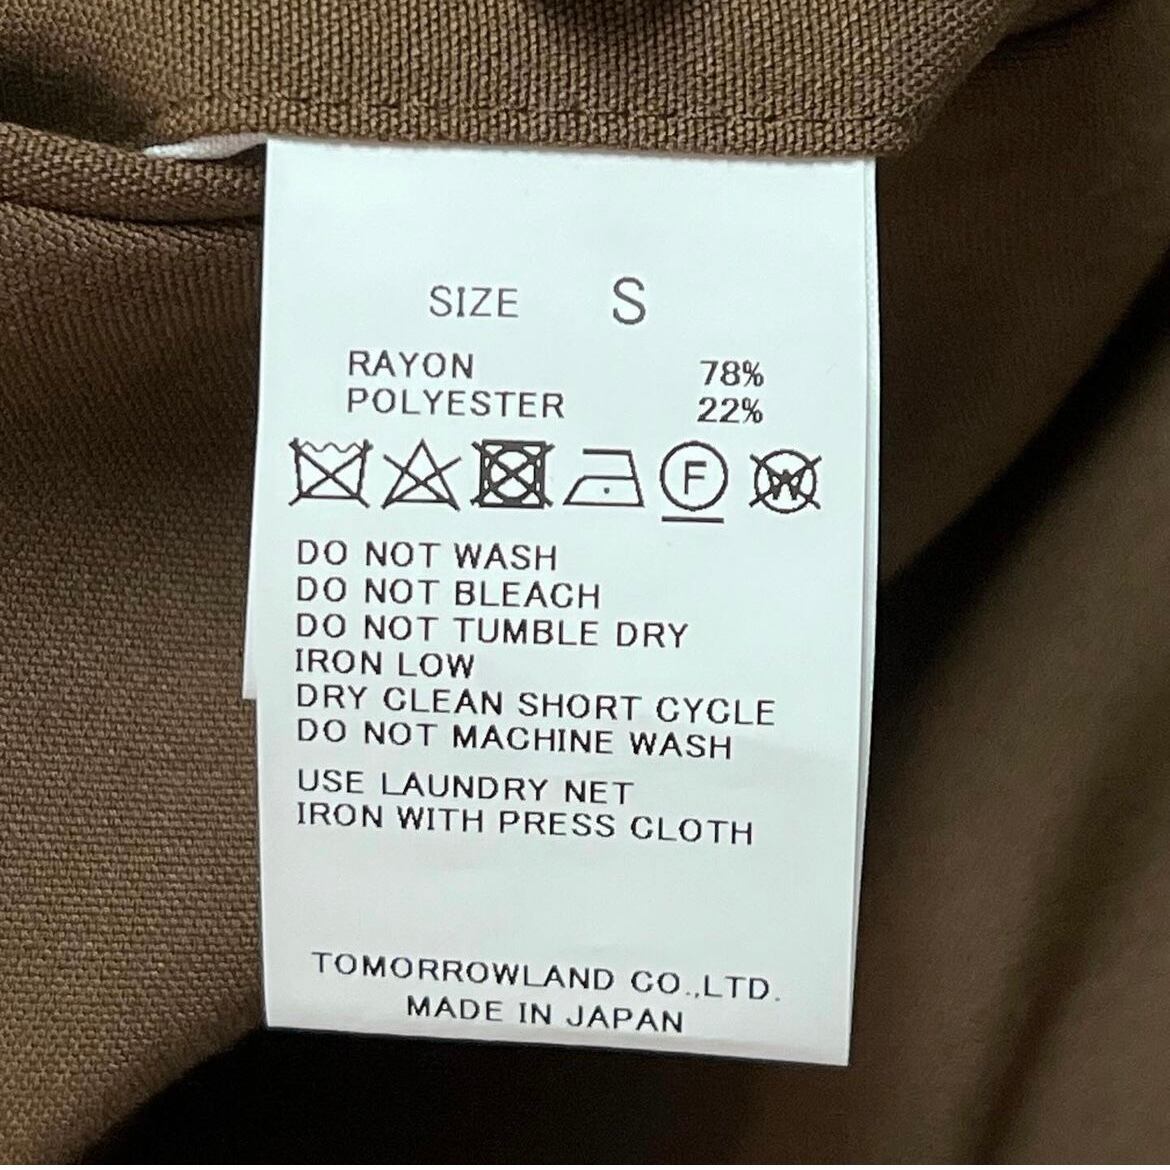 SIZE S
RAYON 78%
POLYESTER 22%
F W
DO NOT WASH
DO NOT BLEACH
DO NOT TUMBLE DRY
IRON LOW
DRY CLEAN SHORT CYCLE
DO NOT MACHINE WASH
USE LAUNDRY NET
IRON WITH PRESS CLOTH
TOMORROWLAND CO.,LTD.
MADE IN JAPAN